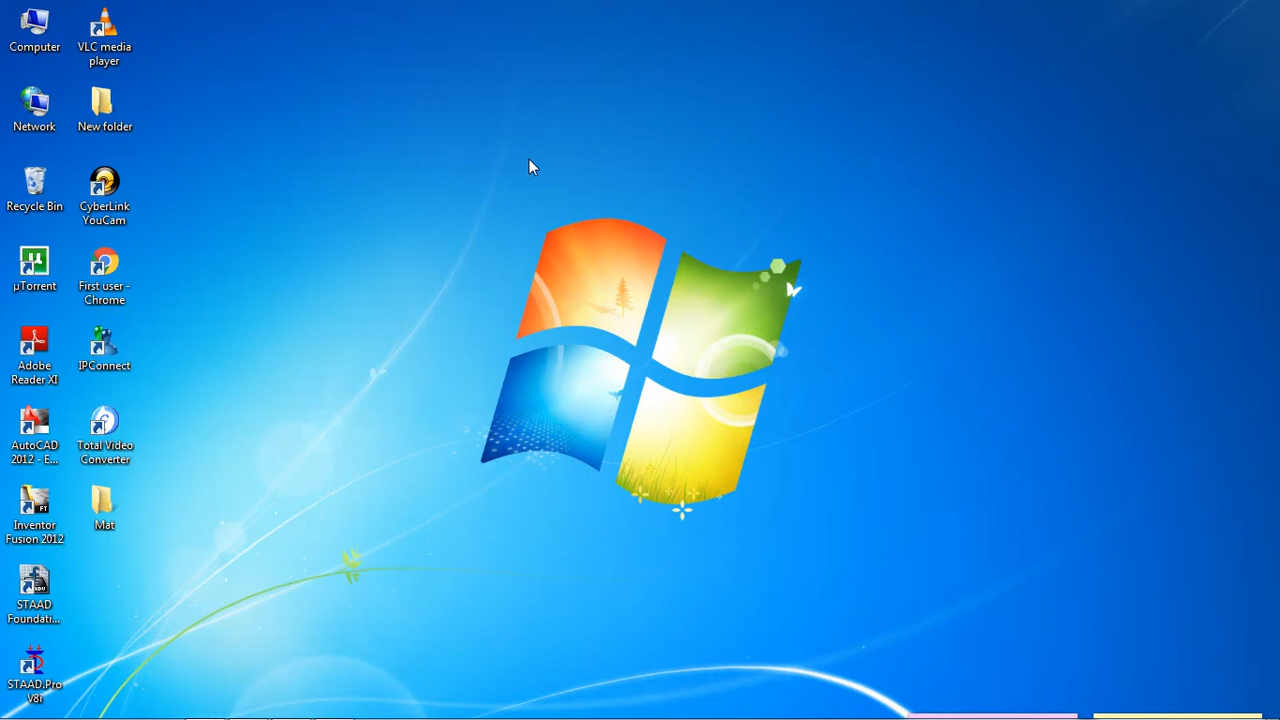 Computer
VLC media
player
Network
New folder
Recycle Bin
CyberLink
YouCam
µTorrent
First user -
Chrome
Adobe
Reader XI
IPConnect
AutoCAD
2012 - E...
Total Video
Converter
Inventor
Fusion 2012
Mat
STAAD
Foundati...
STAAD.Pro
V8i